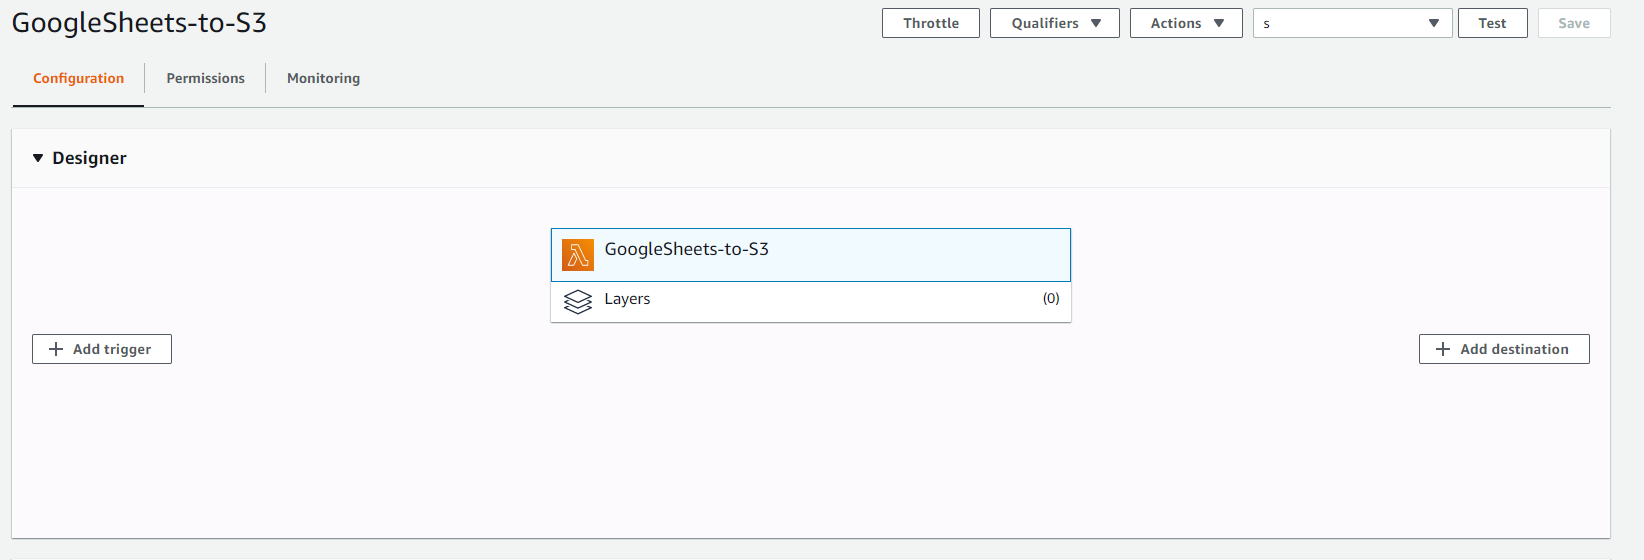 GoogleSheets-to-S3
Throttle
Qualifiers
Actions
s
Test
Save
Configuration
Permissions
Monitoring
Designer
GoogleSheets-to-S3
Layers
(0)
Add trigger
Add destination